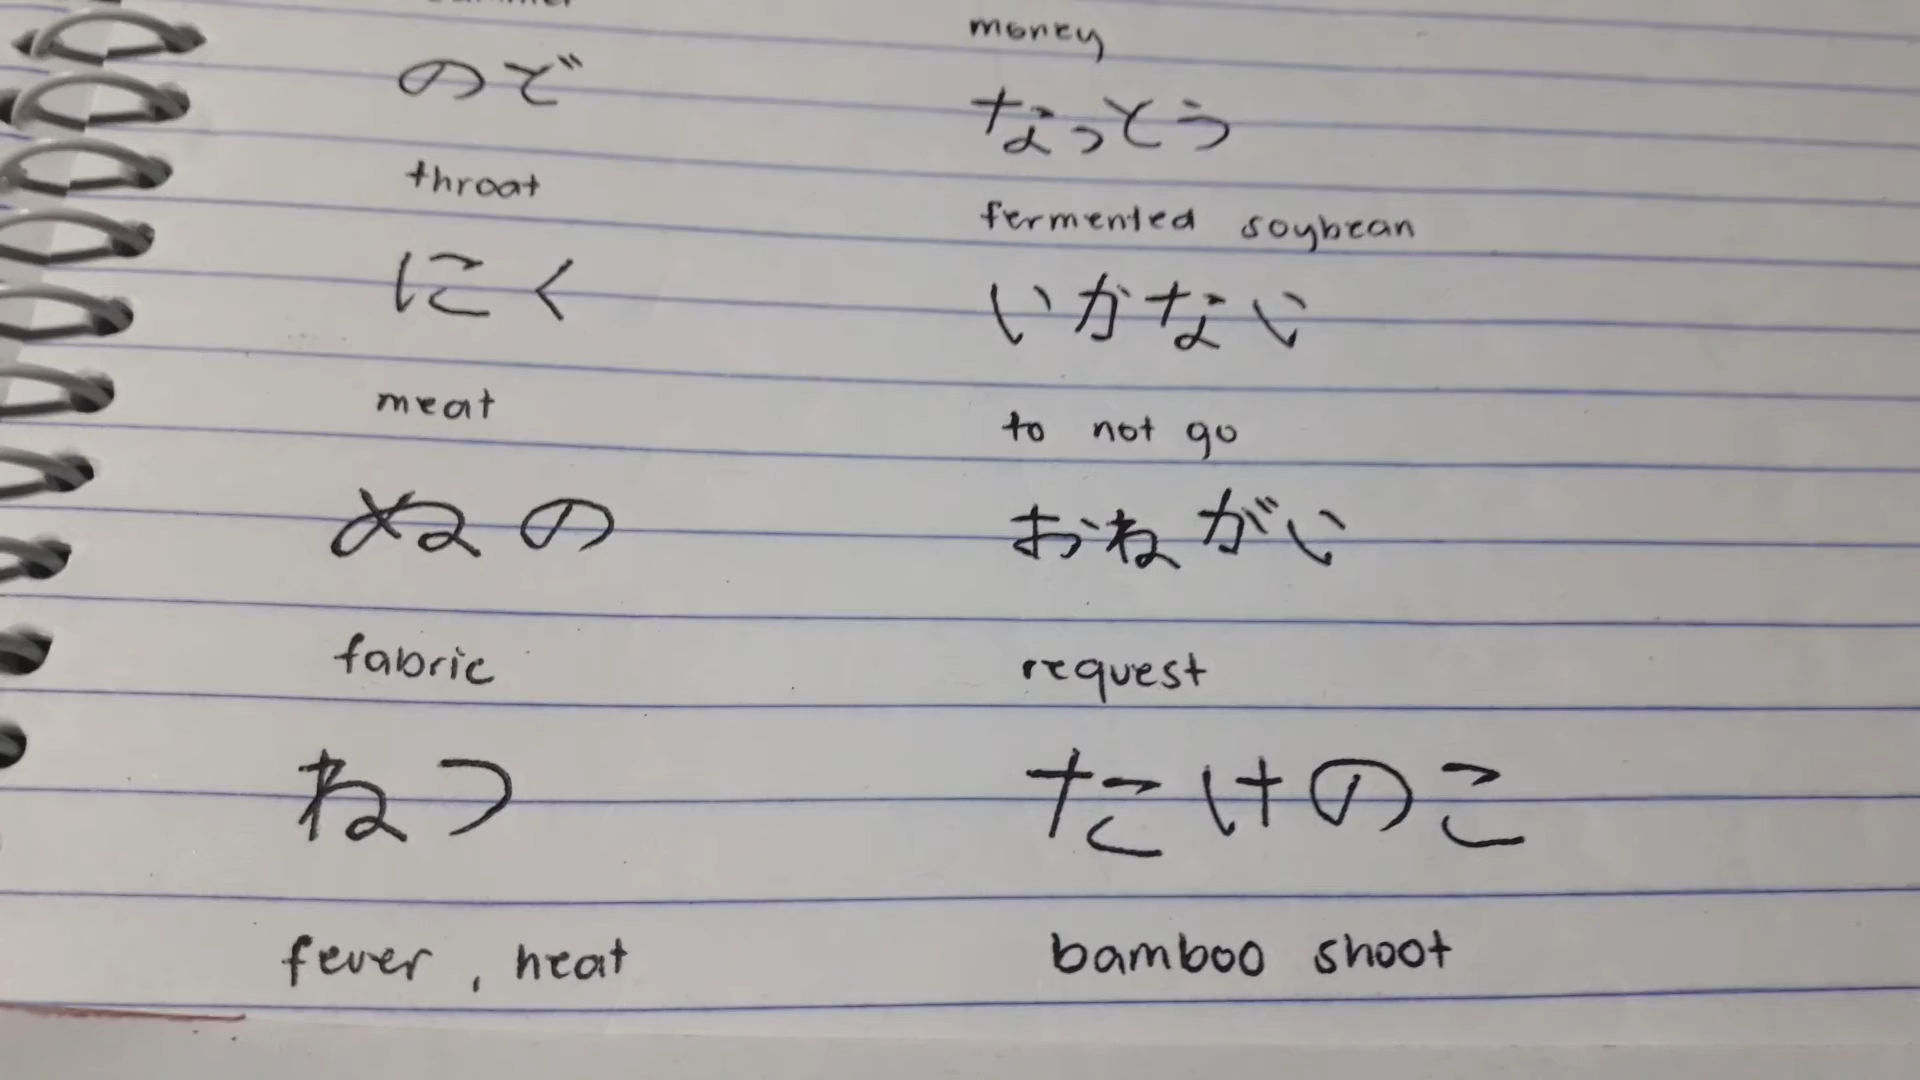 のど
throat
にく
meat
ぬの
fabric
ねつ
fever, heat
money
なっとう
fermented soybean
いかない
to not go
おねがい
request
たけのこ
bamboo shoot